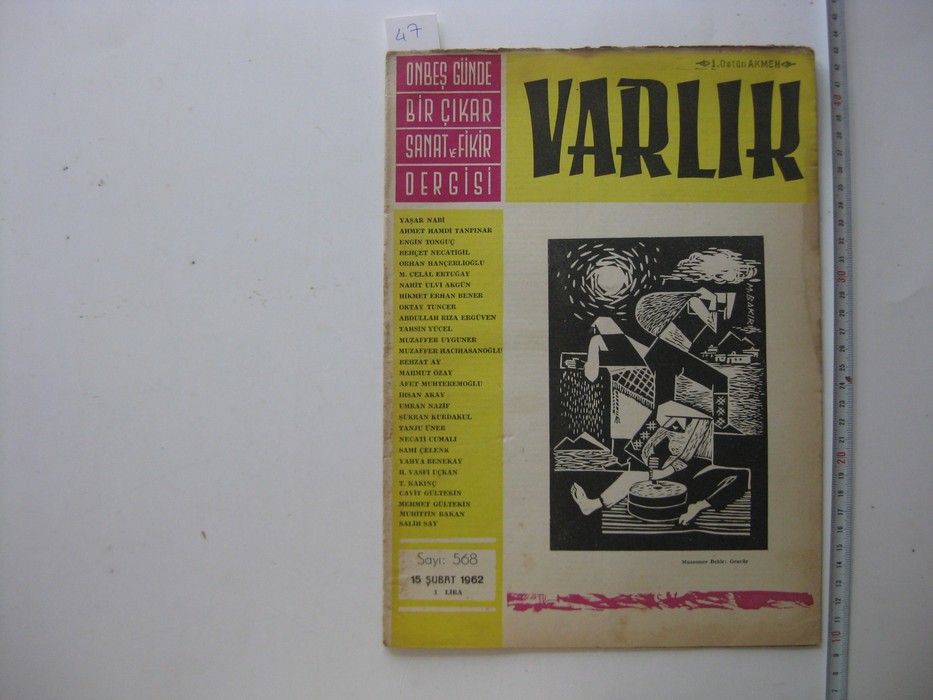 47
ONBEŞ GÜNDE
BİR ÇIKAR
SANAT VE FİKİR
DERGİSİ
I. Üstün AKMEN
VARLIK
YAŞAR NABİ
AHMET HAMDİ TANPINAR
ENGİN TONGUÇ
BEHÇET NECATİGİL
ORHAN HANÇERLİOĞLU
M. CELÂL ERTUĞAY
NAHİT ULVİ AKGÜN
HİKMET ERHAN BENER
OKTAY TUNCER
ABDULLAH RIZA ERGÜVEN
TAHSİN YÜCEL
MUZAFFER UYGUNER
MUZAFFER HACIHASANOĞLU
BEHZAT AY
MAHMUT ÖZAY
ÂFET MUHTEREMOĞLU
İHSAN AKAY
UMRAN NAZİF
ŞÜKRAN KURDAKUL
TANJU ÜNER
NECATİ CUMALI
SAMİ ÇELENK
YAHYA BENEKAY
H. VASFİ UÇKAN
T. KAKINÇ
CAVİT GÜLTEKİN
MEHMET GÜLTEKİN
MUHİTTİN BAKAN
SALİH SAY
M. BAKIR
Sayı: 568
15 ŞUBAT 1962
1 LİRA
Muammer Bakır: Gravür